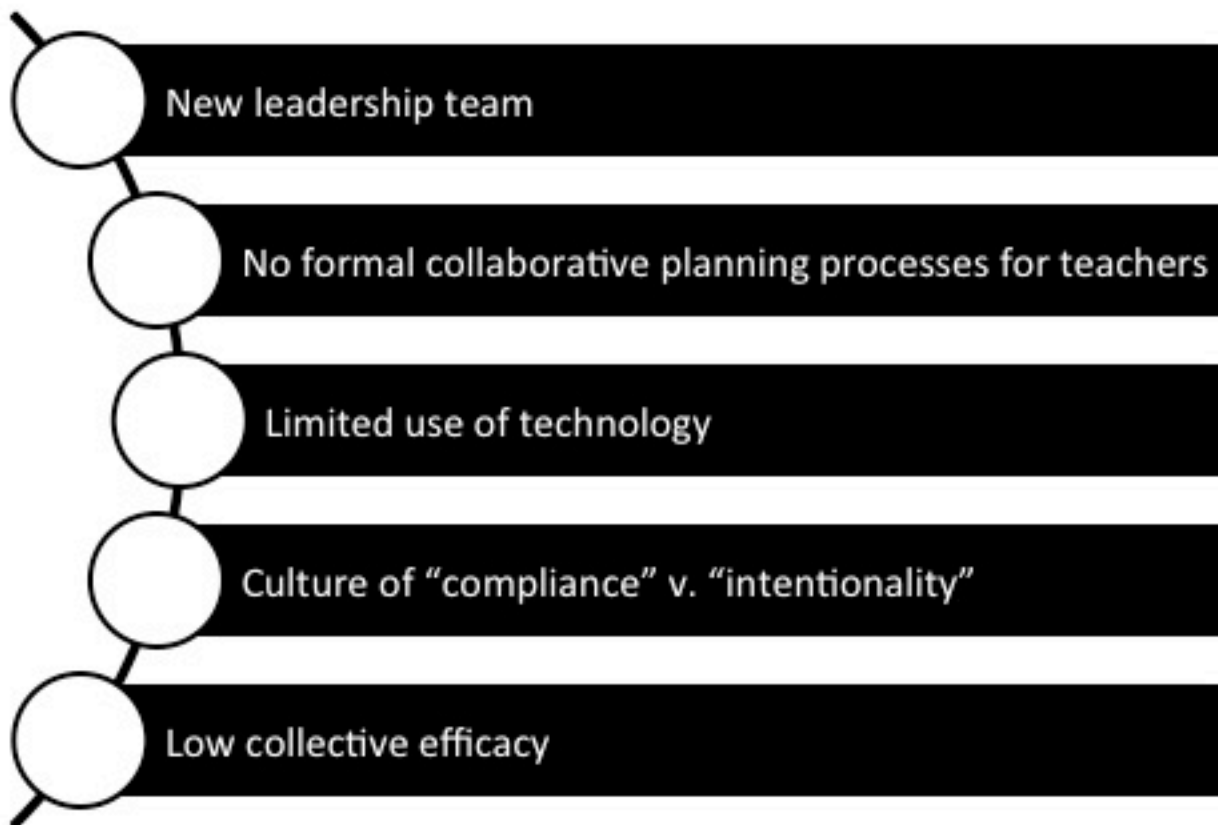 New leadership team
No formal collaborative planning processes for teachers
Limited use of technology
Culture of “compliance” v. “intentionality”
Low collective efficacy